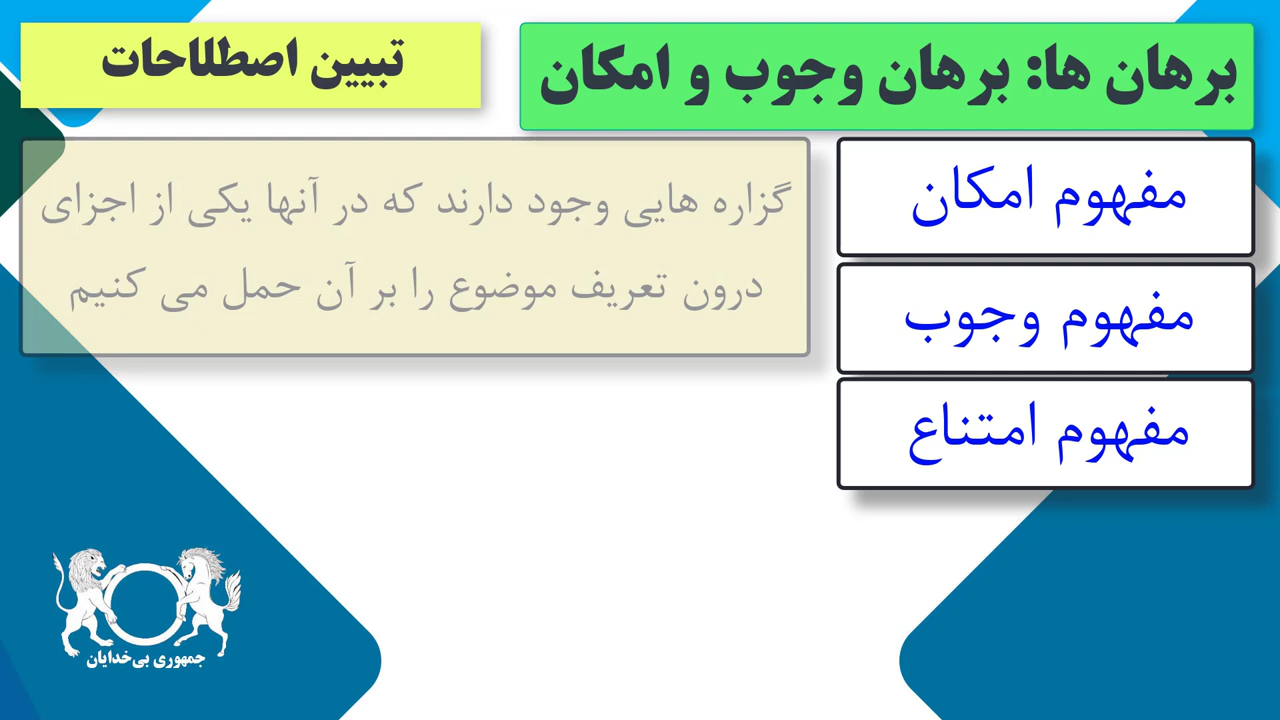 برهان ها: برهان وجوب و امکان
تبیین اصطلاحات
مفهوم امکان
مفهوم وجوب
مفهوم امتناع
گزاره هایی وجود دارند که در آنها یکی از اجزای
درون تعریف موضوع را بر آن حمل می کنیم
جمهوری بی‌خدایان